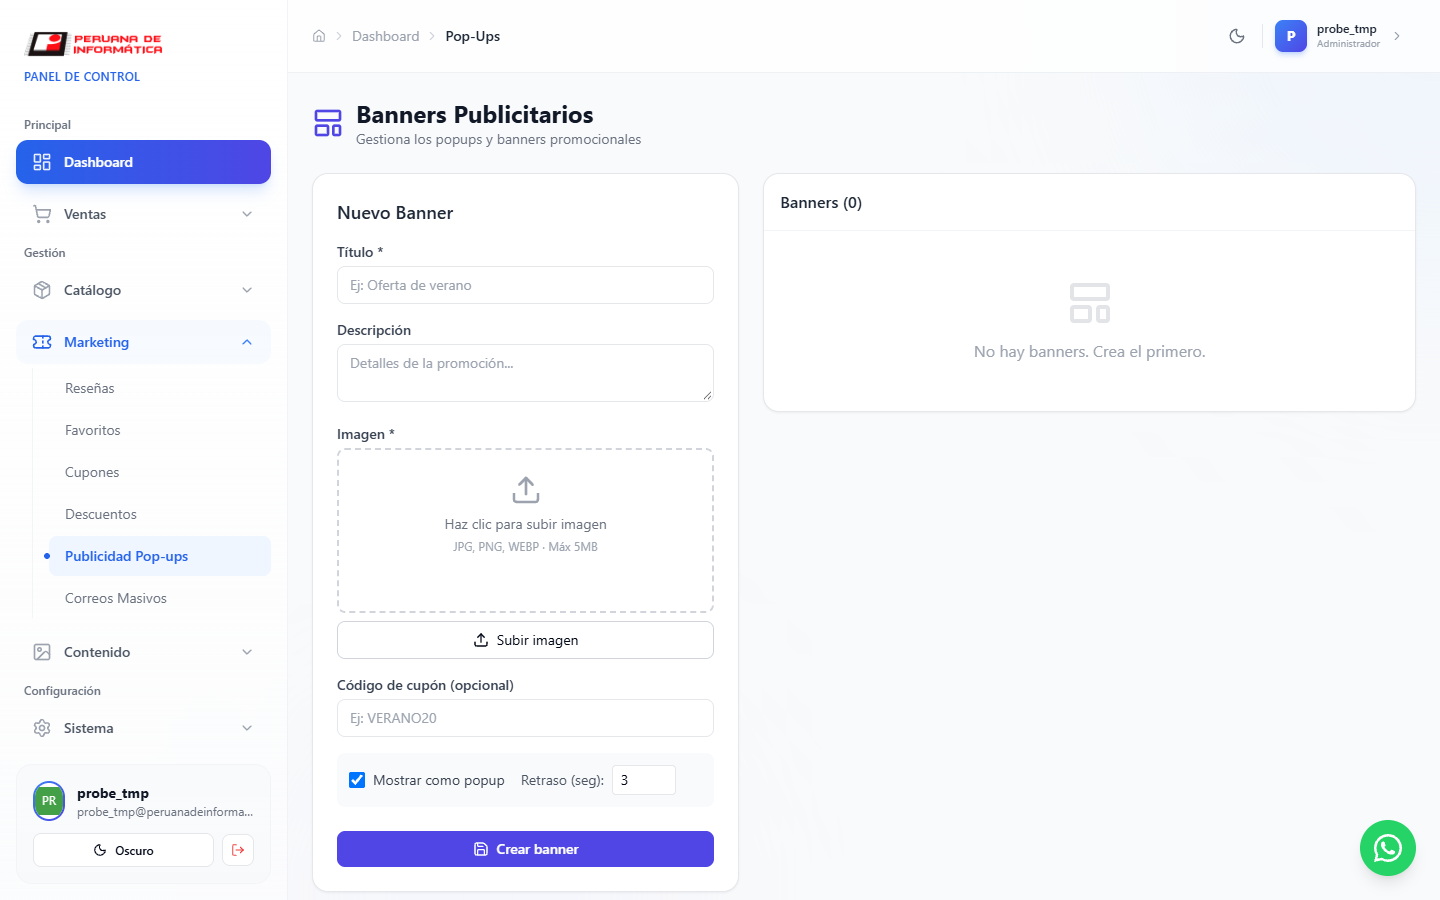 PERUANA DE
INFORMÁTICA
PANEL DE CONTROL
Principal
Dashboard
Ventas
Gestión
Catálogo
Marketing
Reseñas
Favoritos
Cupones
Descuentos
Publicidad Pop-ups
Correos Masivos
Contenido
Configuración
Sistema
PR
probe_tmp
probe_tmp@peruanadeinforma...
Oscuro
Dashboard
Pop-Ups
P
probe_tmp
Administrador
Banners Publicitarios
Gestiona los popups y banners promocionales
Nuevo Banner
Título *
Ej: Oferta de verano
Descripción
Detalles de la promoción...
Imagen *
Haz clic para subir imagen
JPG, PNG, WEBP · Máx 5MB
Subir imagen
Código de cupón (opcional)
Ej: VERANO20
Mostrar como popup Retraso (seg): 3
Crear banner
Banners (0)
No hay banners. Crea el primero.